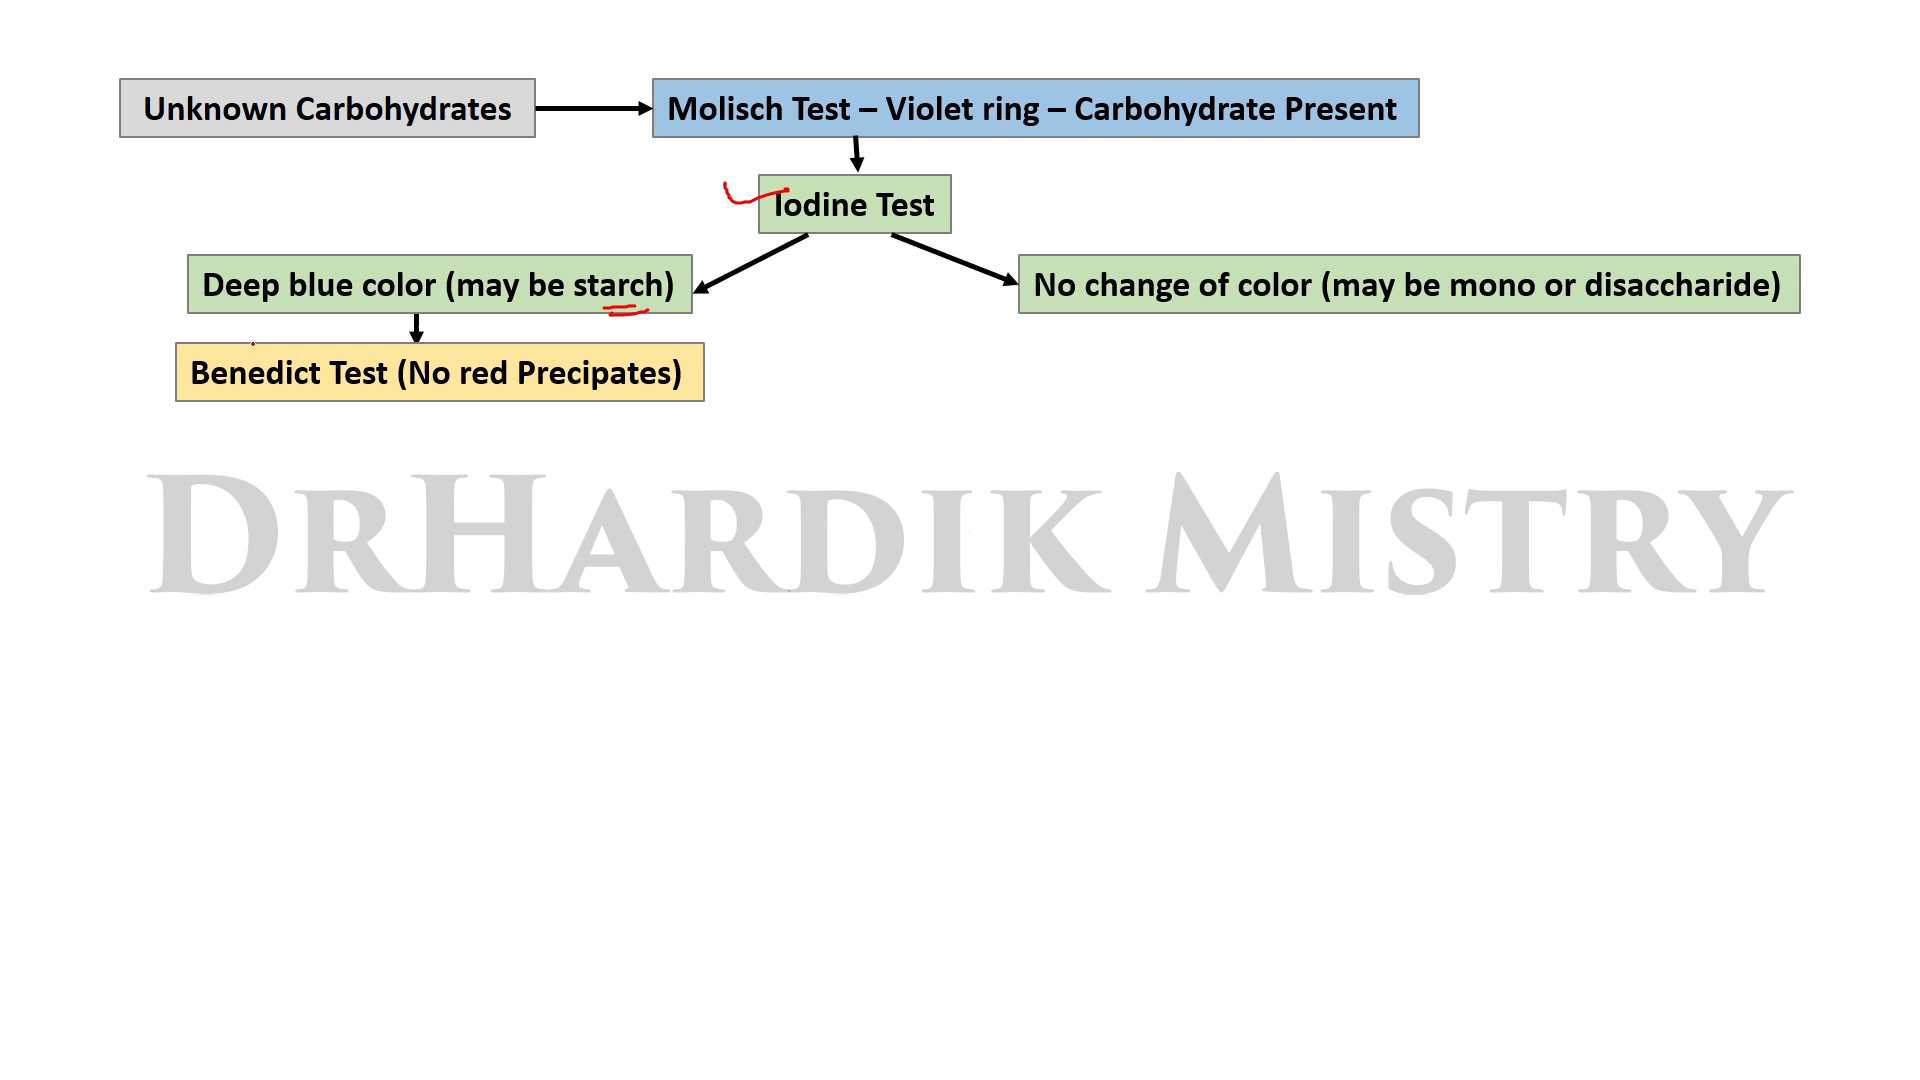 Unknown Carbohydrates
Molisch Test – Violet ring – Carbohydrate Present
Iodine Test
Deep blue color (may be starch)
No change of color (may be mono or disaccharide)
Benedict Test (No red Precipates)
DrHardik Mistry